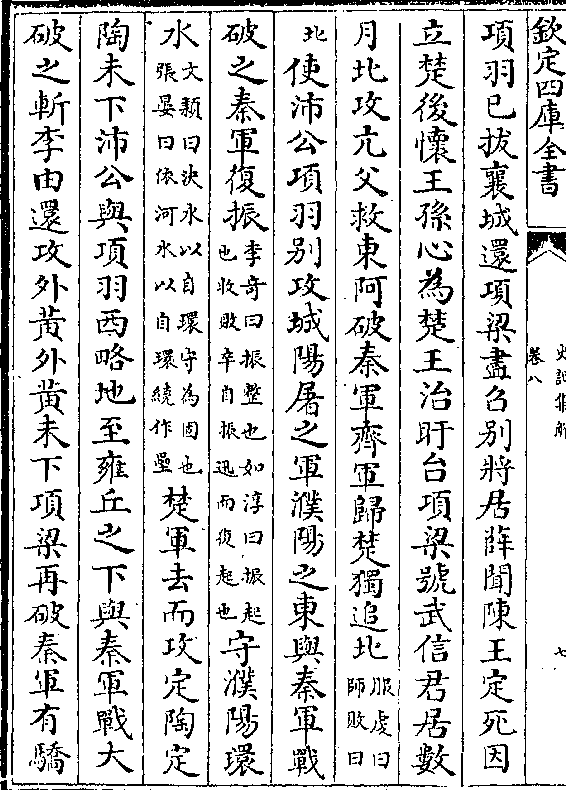 欽定四庫全書
史記集解
卷八
七
項羽已拔襄城還項梁盡召別將居薛聞陳王定死因
立楚後懷王孫心為楚王治盱台項梁號武信君居數
月北攻亢父救東阿破秦軍齊軍歸楚獨追北服䖍曰師敗曰
北使沛公項羽別攻城陽屠之軍濮陽之東與秦軍戰
破之秦軍復振李奇曰振整也如淳曰振起也收敗卒自振迅而復起也守濮陽環
水文穎曰決水以自環守為固也張晏曰依河水以自環繞作壘楚軍去而攻定陶定
陶未下沛公與項羽西略地至雍丘之下與秦軍戰大
破之斬李由還攻外黃外黃未下項梁再破秦軍有驕